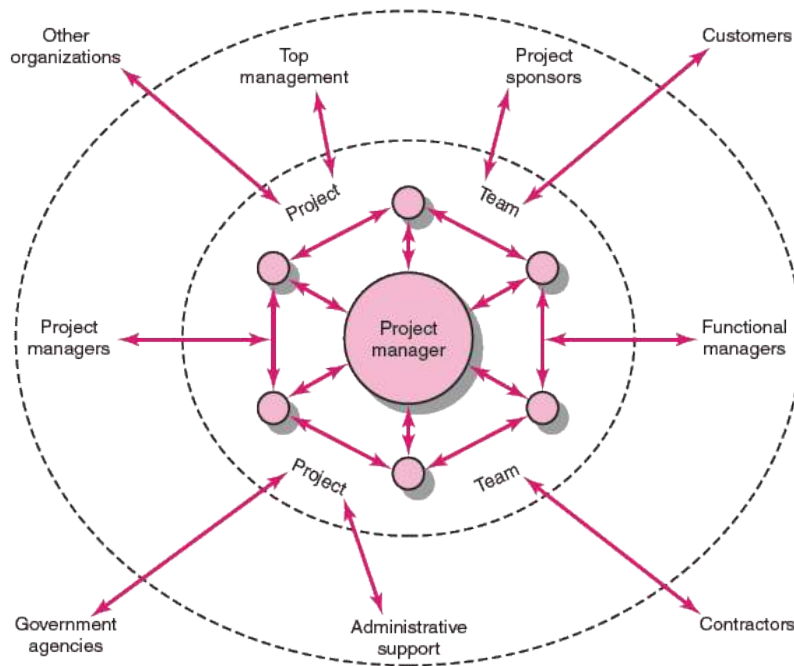 Other
organizations
Top
management
Project
sponsors
Customers
Project
Team
Project
managers
Project
manager
Functional
managers
Project
Team
Government
agencies
Administrative
support
Contractors